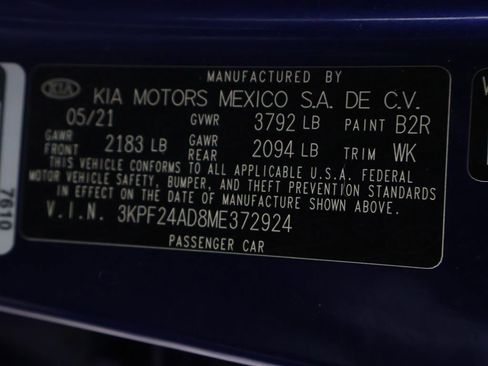 MANUFACTURED BY
KIA KIA MOTORS MEXICO S.A. DE C.V.
05/21 GVWR 3792 LB PAINT B2R
GAWR FRONT 2183 LB GAWR REAR 2094 LB TRIM WK
THIS VEHICLE CONFORMS TO ALL APPLICABLE U.S.A. FEDERAL
MOTOR VEHICLE SAFETY, BUMPER, AND THEFT PREVENTION STANDARDS
IN EFFECT ON THE DATE OF MANUFACTURE SHOWN ABOVE.
V.I.N. 3KPF24AD8ME372924
PASSENGER CAR
7610